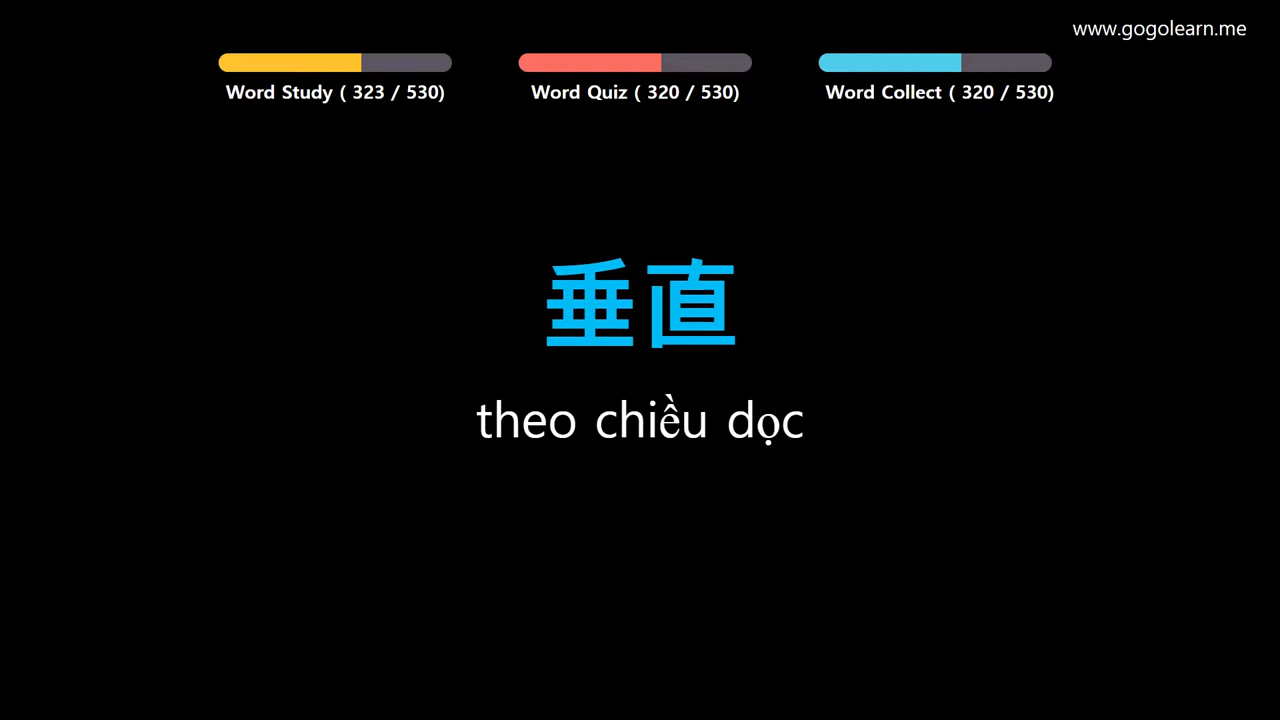 www.gogolearn.me
Word Study ( 323 / 530)
Word Quiz ( 320 / 530)
Word Collect ( 320 / 530)
垂直
theo chiều dọc